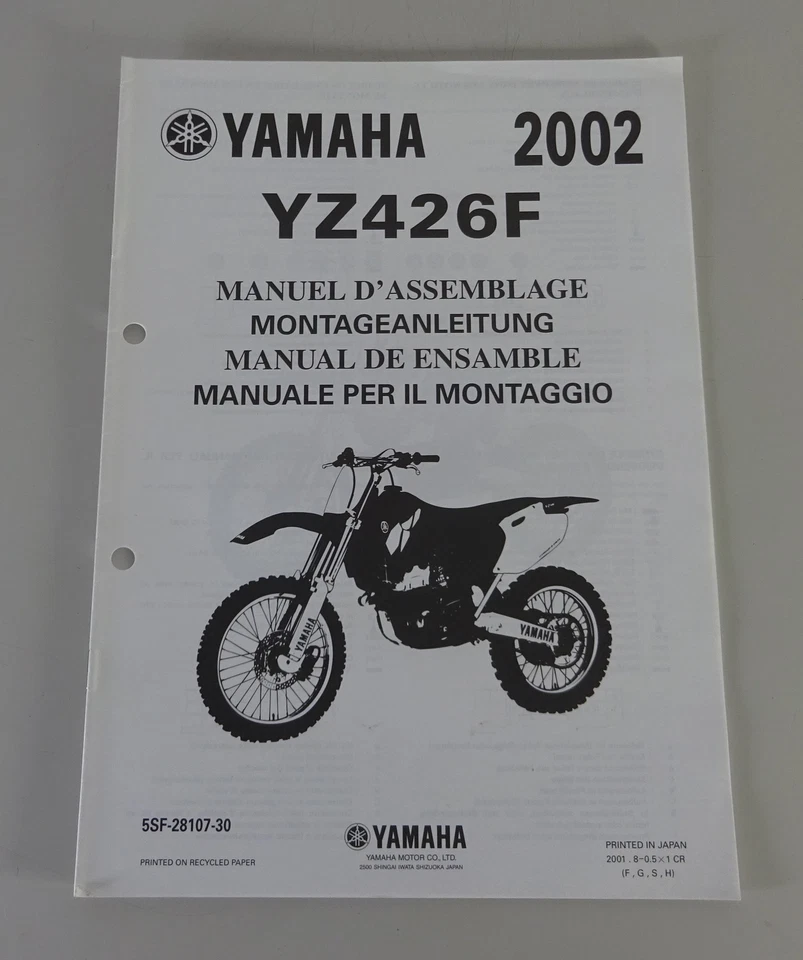 YAMAHA 2002
YZ426F
MANUEL D'ASSEMBLAGE
MONTAGEANLEITUNG
MANUAL DE ENSAMBLE
MANUALE PER IL MONTAGGIO
YAMAHA
YAMAHA
5SF-28107-30
PRINTED ON RECYCLED PAPER
YAMAHA
YAMAHA MOTOR CO., LTD.
2500 SHINGAI IWATA SHIZUOKA JAPAN
PRINTED IN JAPAN
2001 . 8-0.5×1 CR
(F , G , S , H)